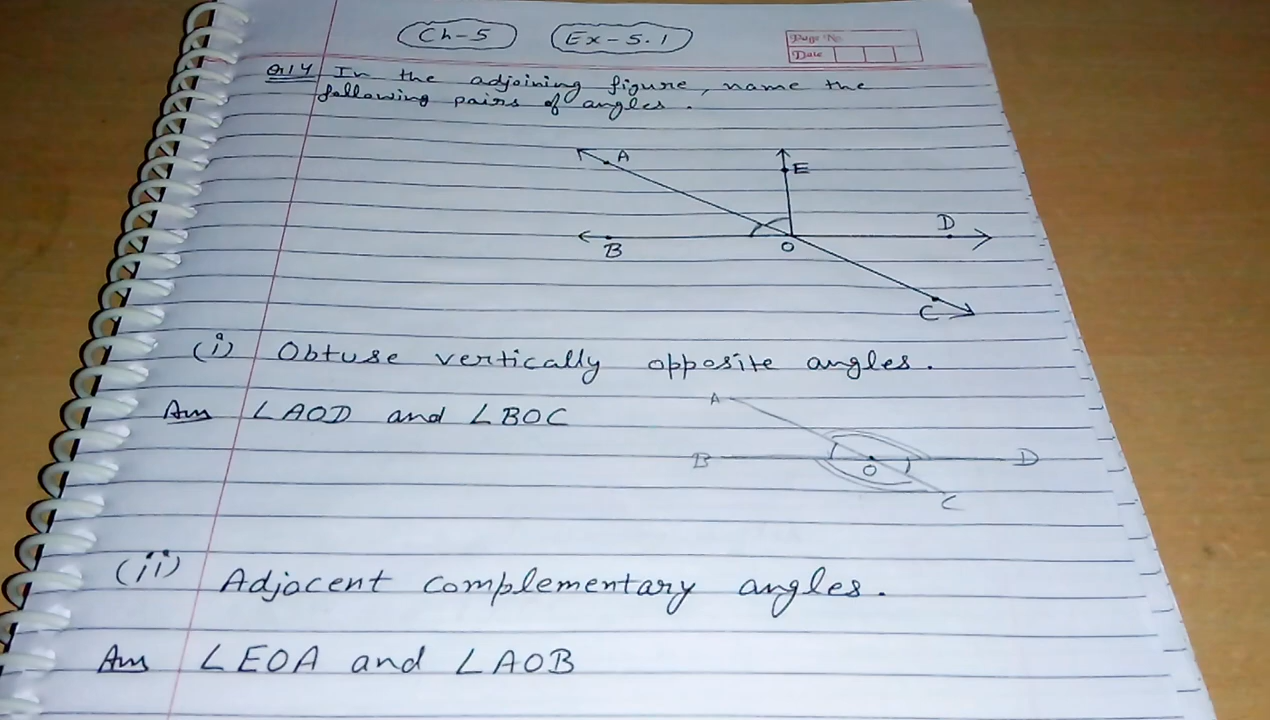 Ch-5 Ex-5.1
Page No.
Date
Q14 In the adjoining figure, name the
following pairs of angles.
A E
B O D
C
(i) Obtuse vertically opposite angles.
Ans ∠AOD and ∠BOC
A
B O D
C
(ii) Adjacent complementary angles.
Ans ∠EOA and ∠AOB